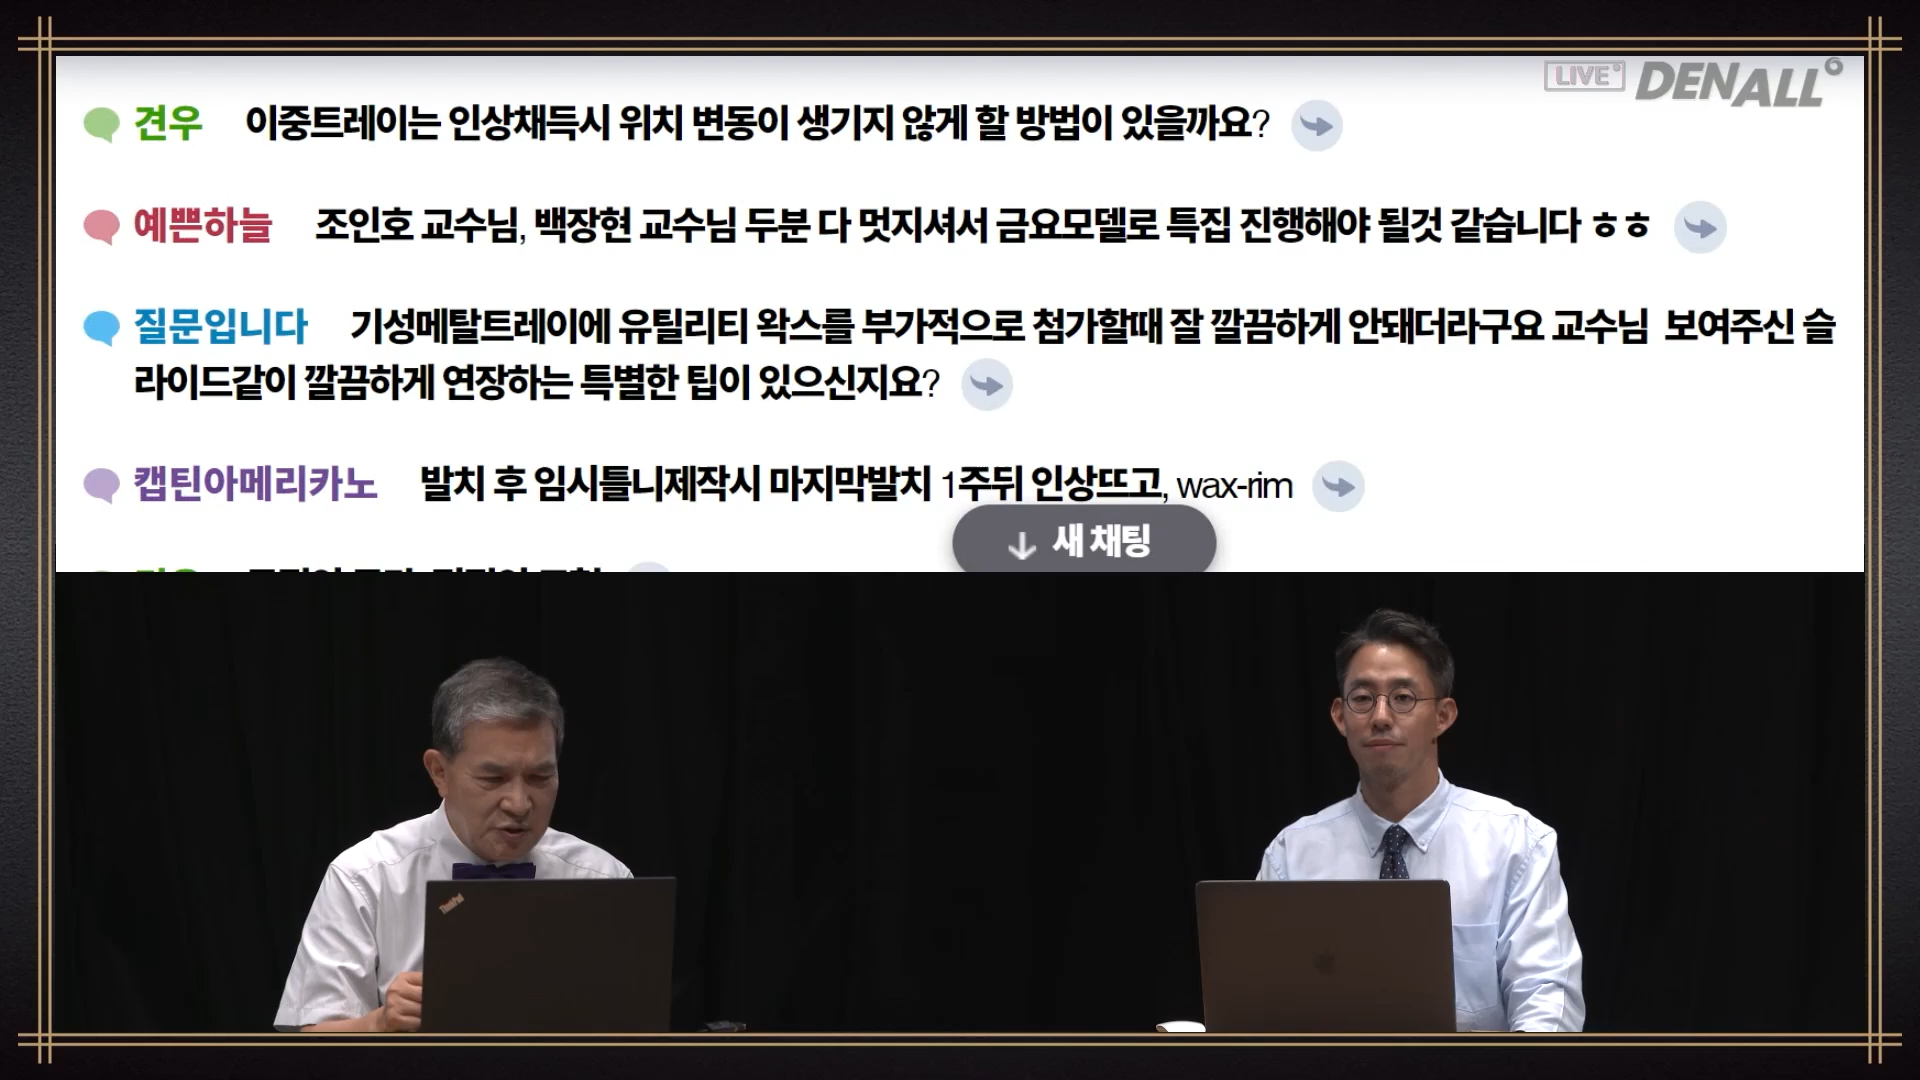 LIVE DENALL
견우 이중트레이는 인상채득시 위치 변동이 생기지 않게 할 방법이 있을까요?
예쁜하늘 조인호 교수님, 백장현 교수님 두분 다 멋지셔서 금요모델로 특집 진행해야 될것 같습니다 ㅎㅎ
질문입니다 기성메탈트레이에 유틸리티 왁스를 부가적으로 첨가할때 잘 깔끔하게 안돼더라구요 교수님 보여주신 슬
라이드같이 깔끔하게 연장하는 특별한 팁이 있으신지요?
캡틴아메리카노 발치 후 임시틀니제작시 마지막발치 1주뒤 인상뜨고, wax-rim
↓ 새 채팅
ThinkPad